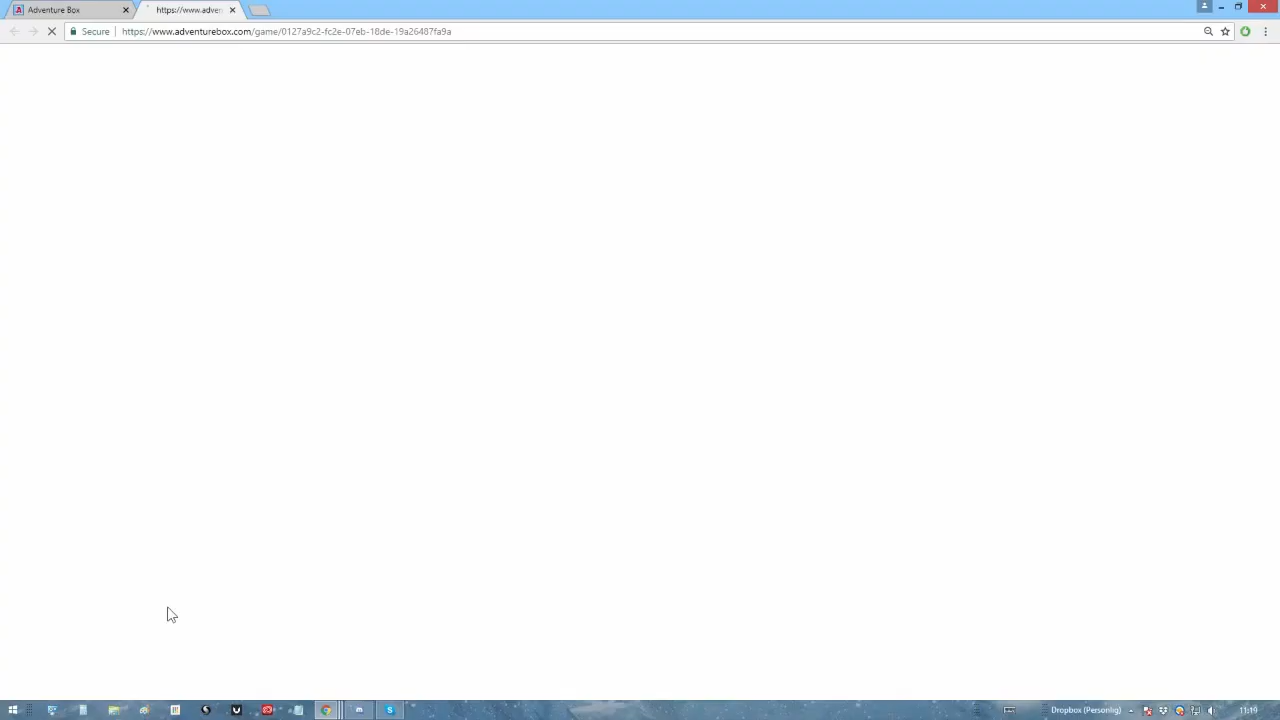 Adventure Box
https://www.adven
Secure
https://www.adventurebox.com/game/0127a9c2-fc2e-07eb-18de-19a26487fa9a
Dropbox (Personlig)
11:19